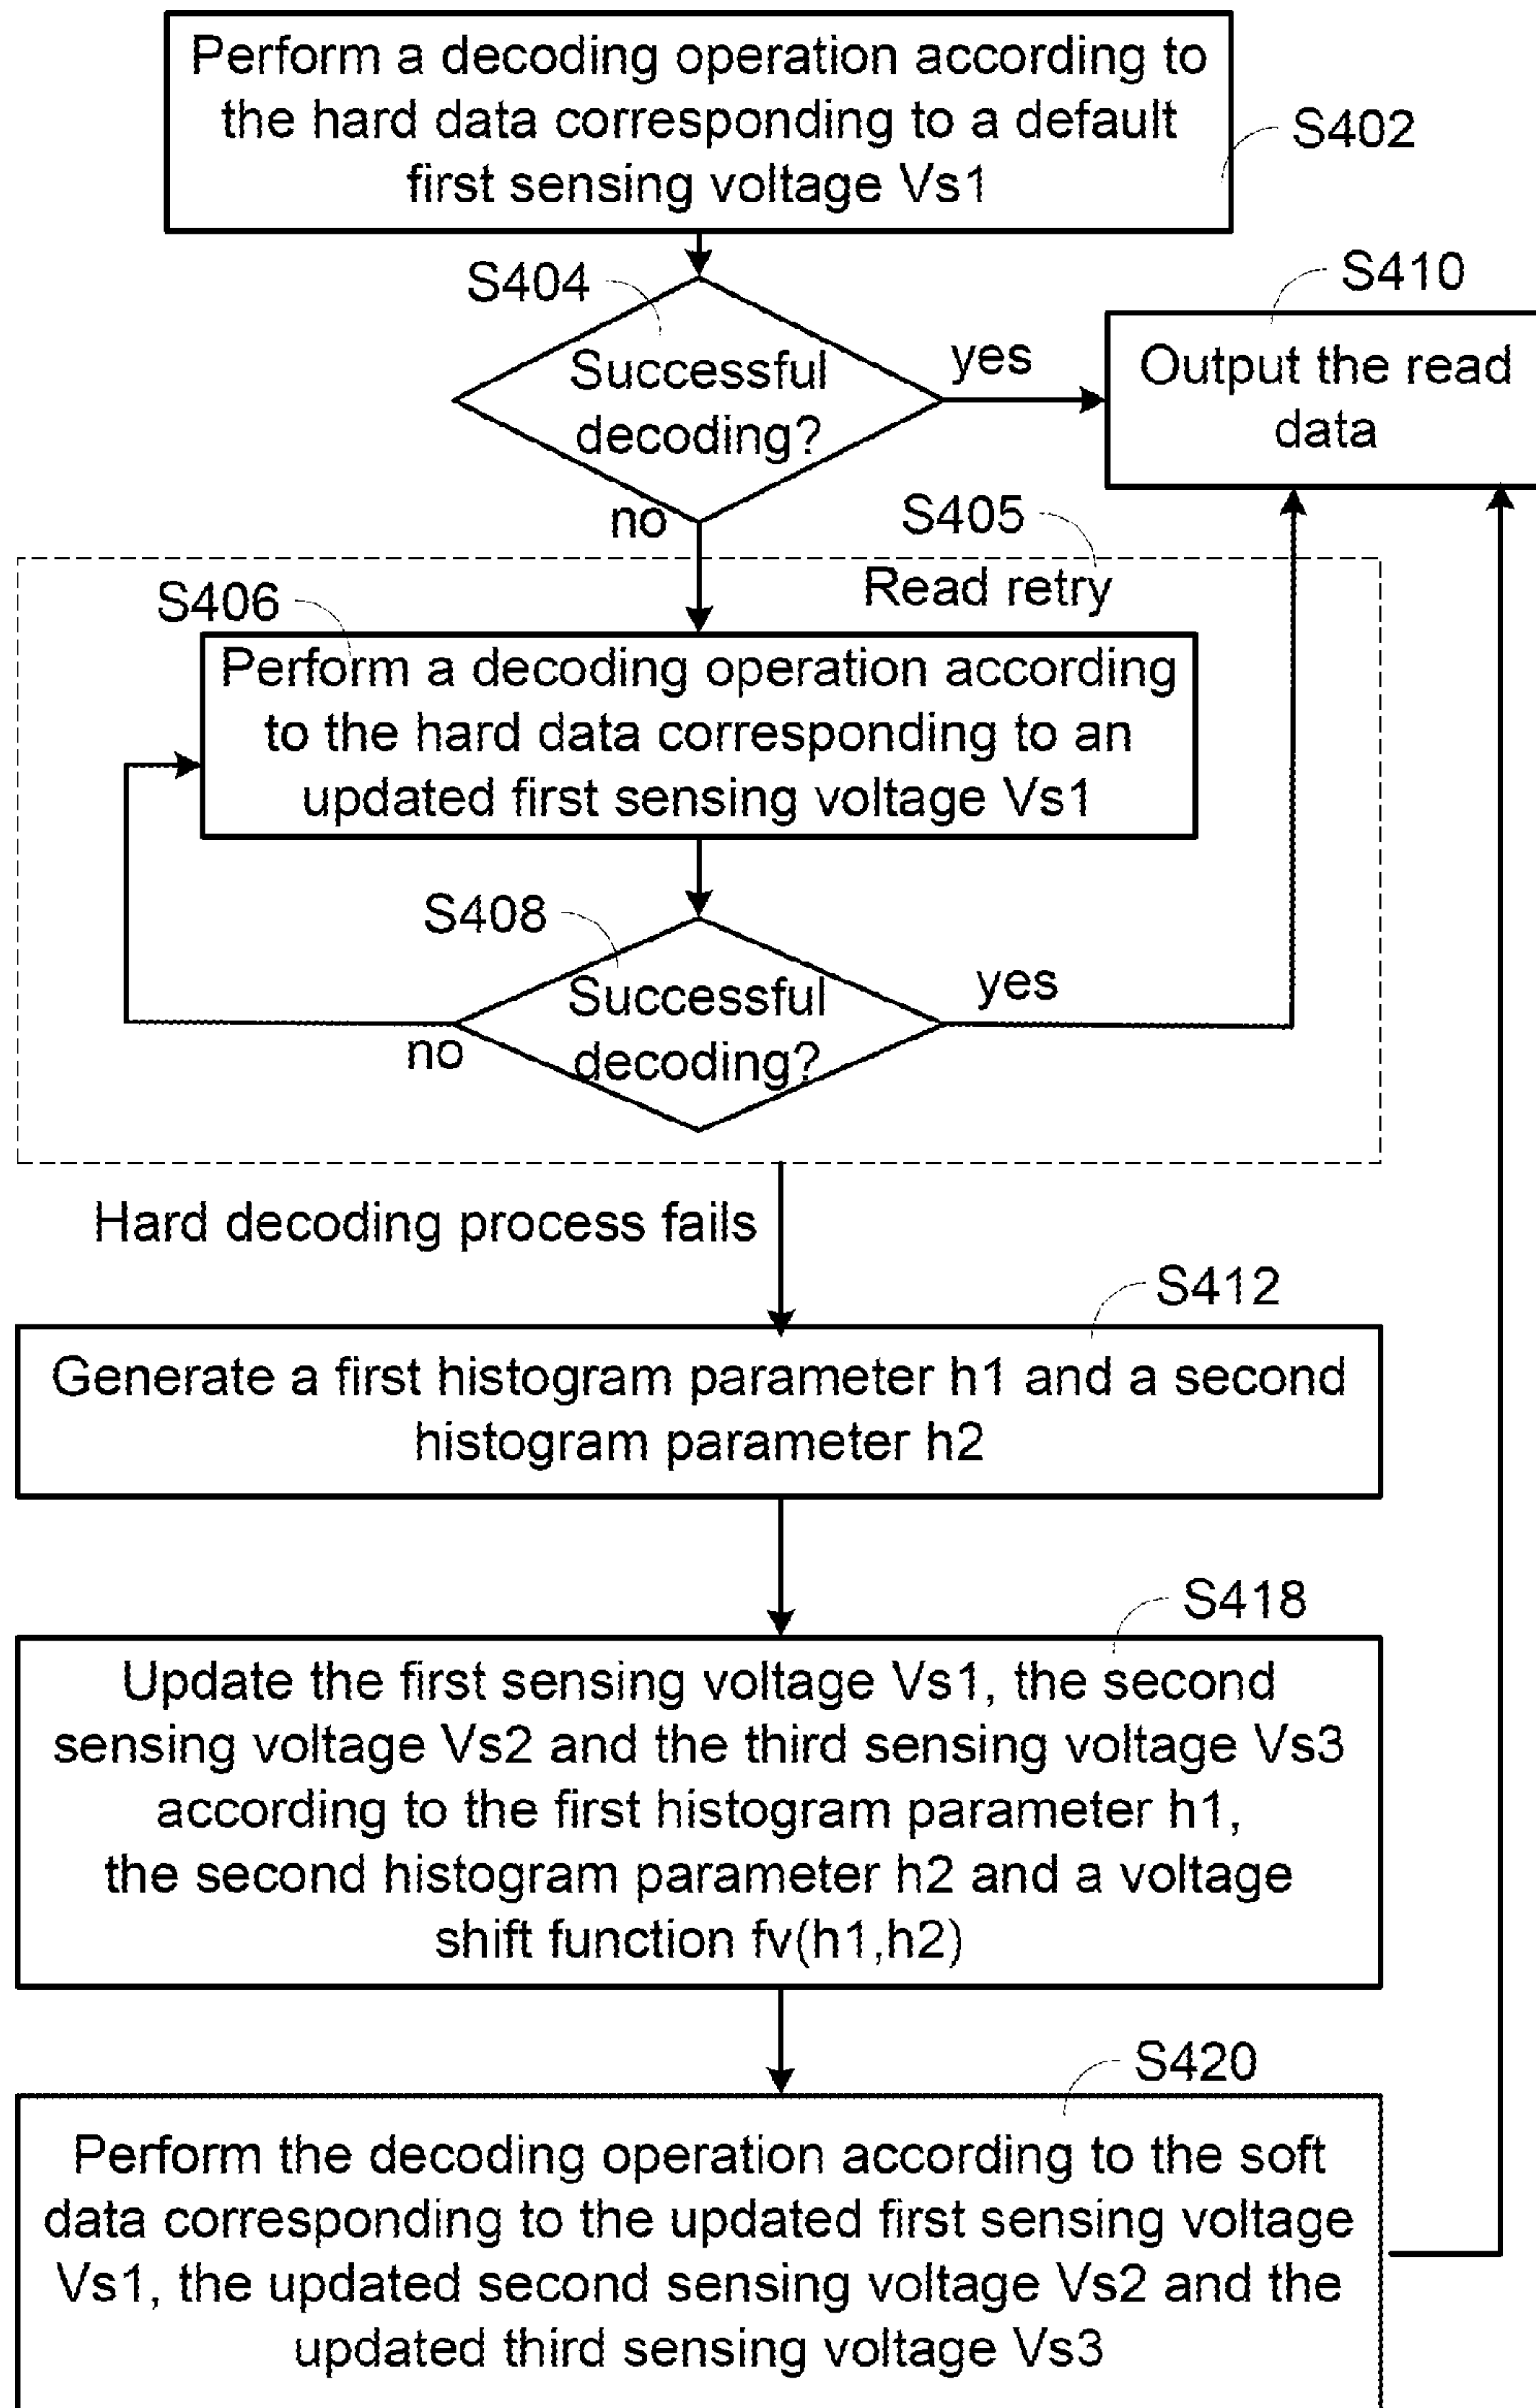 Perform a decoding operation according to
the hard data corresponding to a default
first sensing voltage Vs1
S402
S404
Successful
decoding?
yes
no
S410
Output the read
data
S405
Read retry
S406
Perform a decoding operation according
to the hard data corresponding to an
updated first sensing voltage Vs1
S408
Successful
decoding?
yes
no
Hard decoding process fails
S412
Generate a first histogram parameter h1 and a second
histogram parameter h2
S418
Update the first sensing voltage Vs1, the second
sensing voltage Vs2 and the third sensing voltage Vs3
according to the first histogram parameter h1,
the second histogram parameter h2 and a voltage
shift function fv(h1,h2)
S420
Perform the decoding operation according to the soft
data corresponding to the updated first sensing voltage
Vs1, the updated second sensing voltage Vs2 and the
updated third sensing voltage Vs3